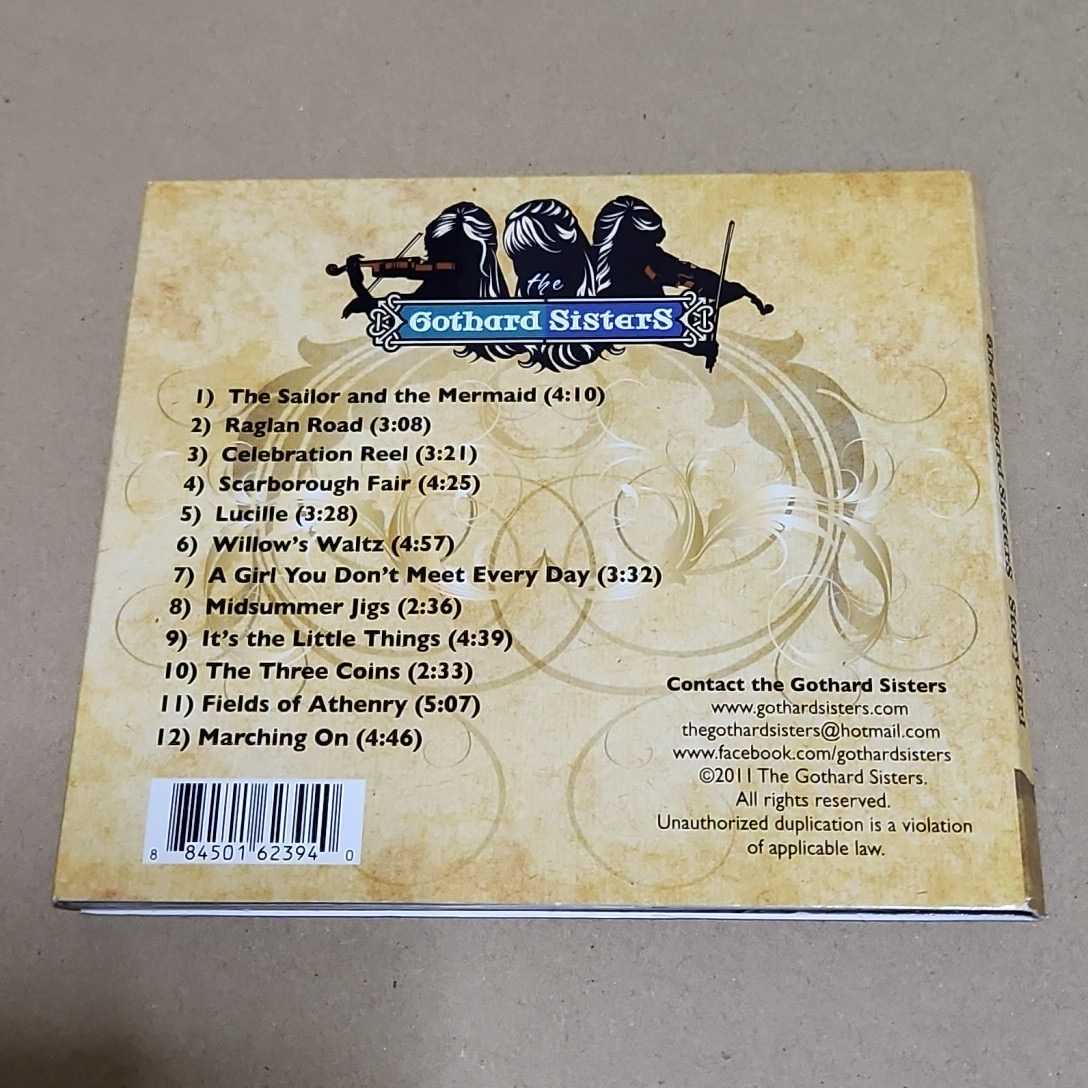 the
Gothard Sisters
1) The Sailor and the Mermaid (4:10)
2) Raglan Road (3:08)
3) Celebration Reel (3:21)
4) Scarborough Fair (4:25)
5) Lucille (3:28)
6) Willow's Waltz (4:57)
7) A Girl You Don't Meet Every Day (3:32)
8) Midsummer Jigs (2:36)
9) It's the Little Things (4:39)
10) The Three Coins (2:33)
11) Fields of Athenry (5:07)
12) Marching On (4:46)
Contact the Gothard Sisters
www.gothardsisters.com
thegothardsisters@hotmail.com
www.facebook.com/gothardsisters
©2011 The Gothard Sisters.
All rights reserved.
Unauthorized duplication is a violation
of applicable law.
8 84501 62394 0
the Gothard Sisters Story Girl